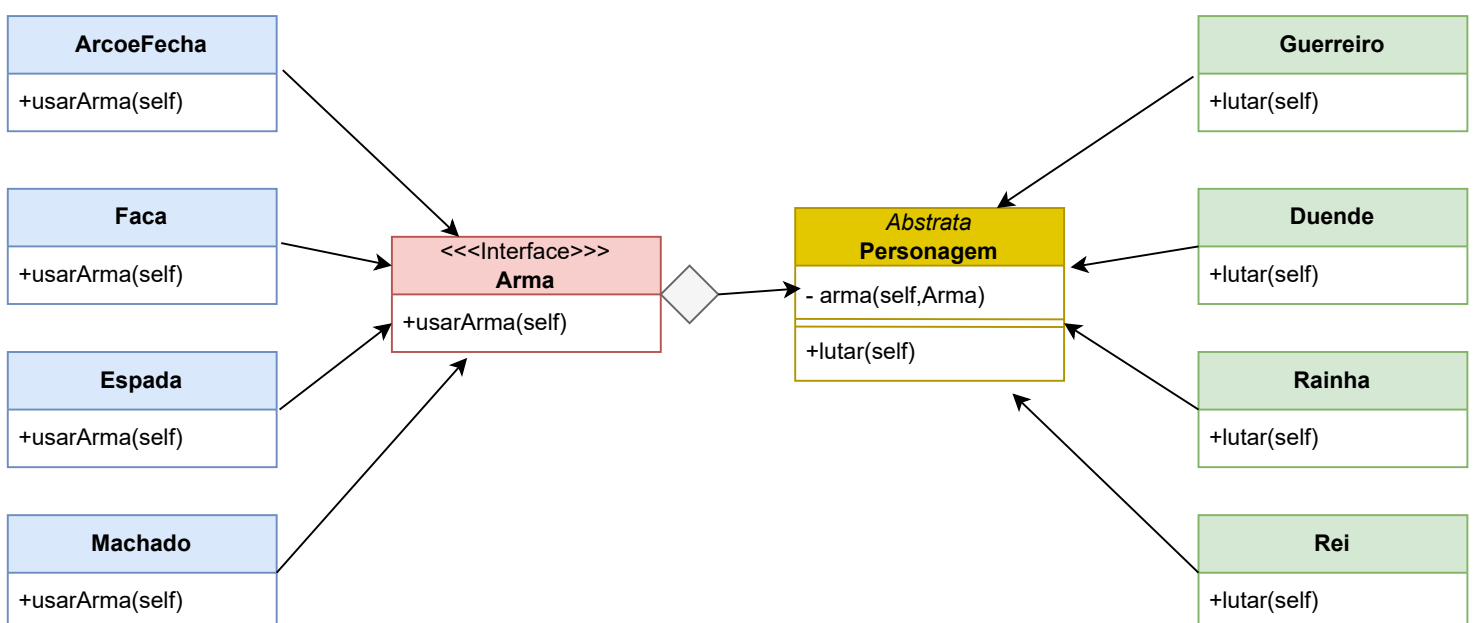 ArcoeFecha
+usarArma(self)
Faca
+usarArma(self)
Espada
+usarArma(self)
Machado
+usarArma(self)
<<<Interface>>>
Arma
+usarArma(self)
Abstrata
Personagem
- arma(self,Arma)
+lutar(self)
Guerreiro
+lutar(self)
Duende
+lutar(self)
Rainha
+lutar(self)
Rei
+lutar(self)